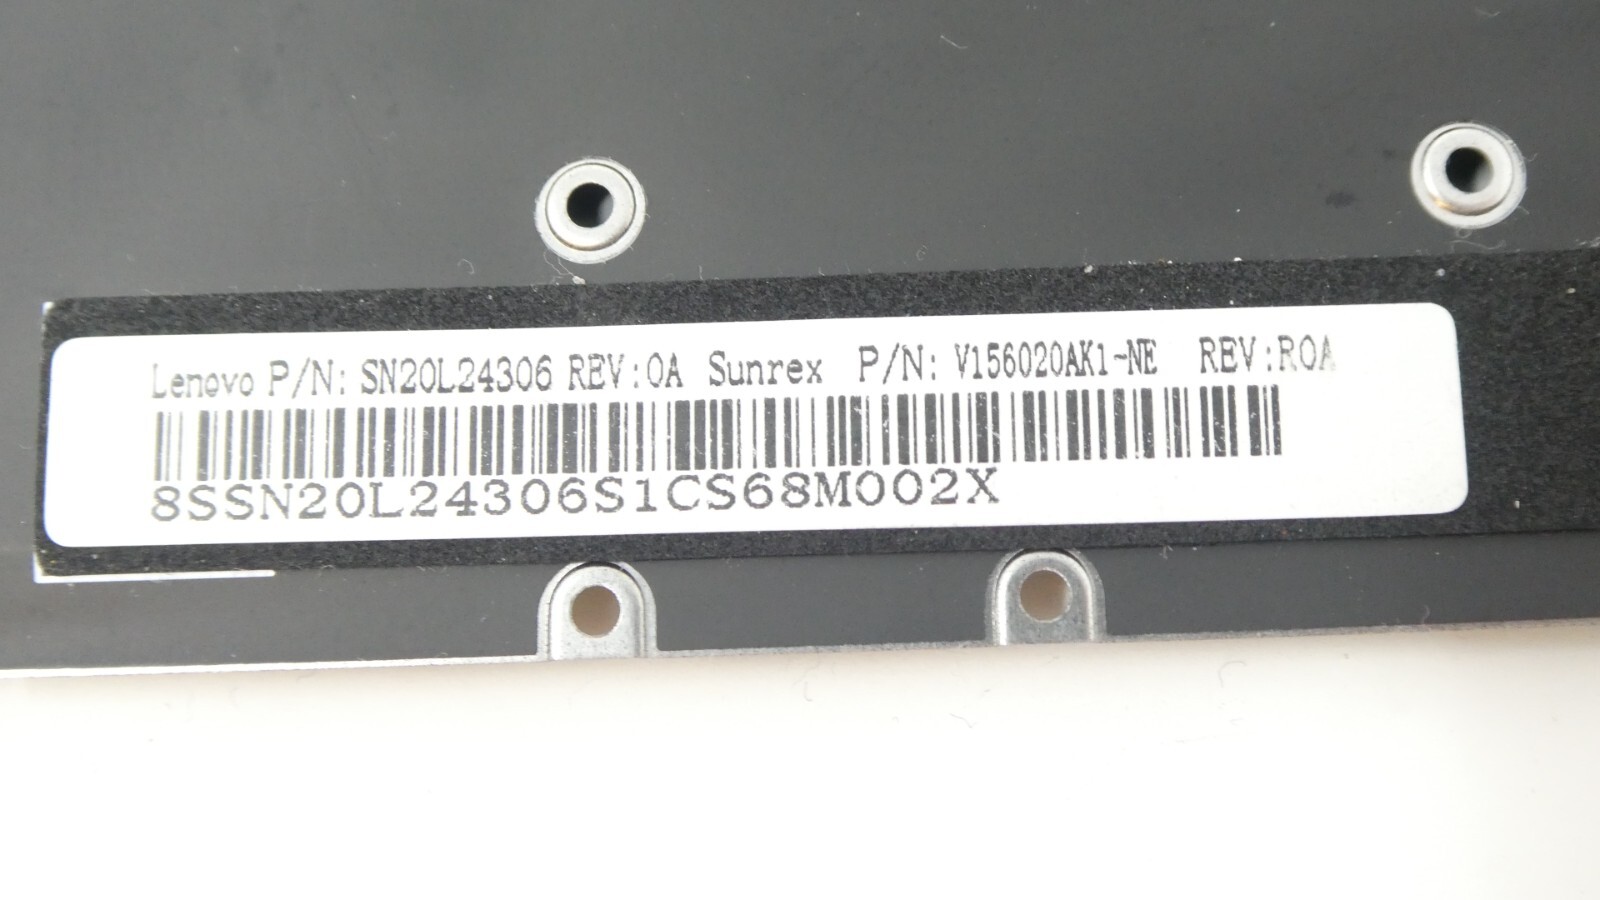 Lenovo P/N: SN20L24306 REV:0A Sunrex P/N: V156020AK1-NE REV:R0A
8SSN20L24306S1CS68M002X